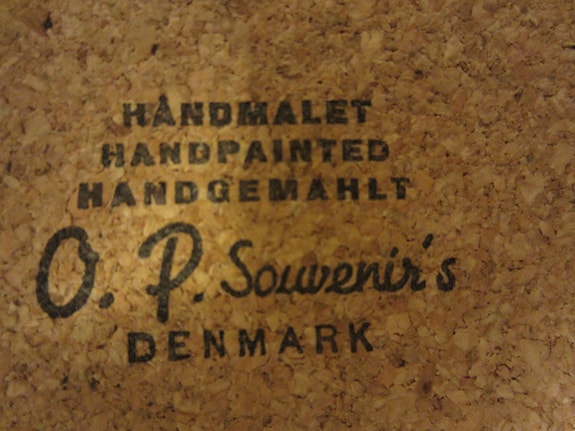 HÅNDMALET
HANDPAINTED
HANDGEMAHLT
O. P. Souvenir's
DENMARK